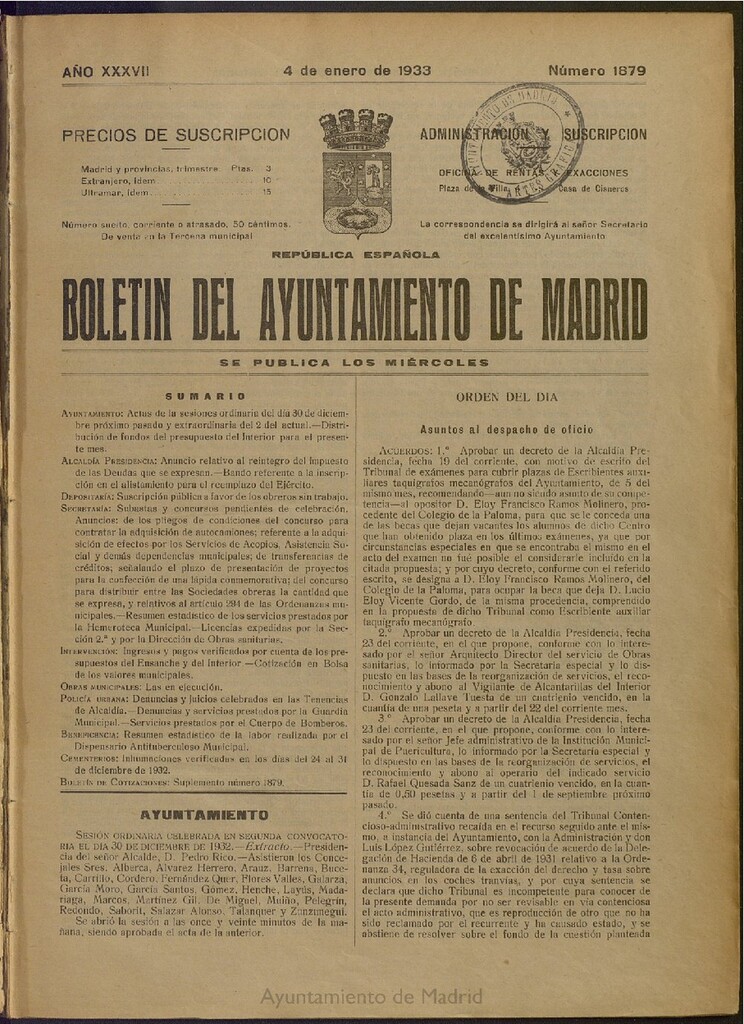 AÑO XXXVII
4 de enero de 1933
Número 1879
PRECIOS DE SUSCRIPCION
Madrid y provincias, trimestre. Ptas. 3
Extranjero, ídem. 10
Ultramar, ídem. 15
Número suelto, corriente o atrasado, 50 céntimos.
De venta en la Tercena municipal
ADMINISTRACIÓN Y SUSCRIPCION
OFICINA DE RENTAS EXACCIONES
Plaza de la Villa Casa de Cisneros
La correspondencia se dirigirá al señor Secretario
del excelentísimo Ayuntamiento
REPÚBLICA ESPAÑOLA
BOLETIN DEL AYUNTAMIENTO DE MADRID
SE PUBLICA LOS MIÉRCOLES
SUMARIO
AYUNTAMIENTO: Actas de la sesiones ordinaria del día 30 de diciem-
bre próximo pasado y extraordinaria del 2 del actual.—Distri-
bución de fondos del presupuesto del Interior para el presen-
te mes.
ALCALDÍA PRESIDENCIA: Anuncio relativo al reintegro del impuesto
de las Deudas que se expresan.—Bando referente a la inscrip-
ción en el alistamiento para el reemplazo del Ejército.
DEPOSITARÍA: Suscripción pública a favor de los obreros sin trabajo.
SECRETARÍA: Subastas y concursos pendientes de celebración.
Anuncios: de los pliegos de condiciones del concurso para
contratar la adquisición de autocamiones; referente a la adqui-
sición de efectos por los Servicios de Acopios, Asistencia So-
cial y demás dependencias municipales; de transferencias de
créditos; señalando el plazo de presentación de proyectos
para la confección de una lápida conmemorativa; del concurso
para distribuir entre las Sociedades obreras la cantidad que
se expresa, y relativos al artículo 284 de las Ordenanzas mu-
nicipales.—Resumen estadístico de los servicios prestados por
la Hemeroteca Municipal.—Licencias expedidas por la Sec-
ción 2.ª y por la Dirección de Obras sanitarias.
INTERVENCIÓN: Ingresos y pagos verificados por cuenta de los pre-
supuestos del Ensanche y del Interior —Cotización en Bolsa
de los valores municipales.
OBRAS MUNICIPALES: Las en ejecución.
POLICÍA URBANA: Denuncias y juicios celebrados en las Tenencias
de Alcaldía.—Denuncias y servicios prestados por la Guardia
Municipal.—Servicios prestados por el Cuerpo de Bomberos.
BENEFICENCIA: Resumen estadístico de la labor realizada por el
Dispensario Antituberculoso Municipal.
CEMENTERIOS: Inhumaciones verificadas en los días del 24 al 31
de diciembre de 1932.
BOLETÍN DE COTIZACIONES: Suplemento número 1879.
AYUNTAMIENTO
SESIÓN ORDINARIA CELEBRADA EN SEGUNDA CONVOCATO-
RIA EL DIA 30 DE DICIEMBRE DE 1932.—Extracto.—Presiden-
cia del señor Alcalde, D. Pedro Rico.—Asistieron los Conce-
jales Sres. Alberca, Alvarez Herrero, Arauz, Barrena, Buce-
ta, Carrillo, Cordero, Fernández Quer, Flores Valles, Galarza,
García Moro, García Santos, Gómez, Henche, Layús, Mada-
riaga, Marcos, Martínez Gil, De Miguel, Muiño, Pelegrín,
Redondo, Saborit, Salazar Alonso, Talanquer y Zunzunegui.
Se abrió la sesión a las once y veinte minutos de la ma-
ñana, siendo aprobada el acta de la anterior.
ORDEN DEL DIA
Asuntos al despacho de oficio
ACUERDOS: 1.º Aprobar un decreto de la Alcaldía Pre-
sidencia, fecha 19 del corriente, con motivo de escrito del
Tribunal de exámenes para cubrir plazas de Escribientes auxi-
liares taquígrafos mecanógrafos del Ayuntamiento, de 5 del
mismo mes, recomendando—aun no siendo asunto de su compe-
tencia—al opositor D. Eloy Francisco Ramos Molinero, pro-
cedente del Colegio de la Paloma, para que se le conceda una
de las becas que dejan vacantes los alumnos de dicho Centro
que han obtenido plaza en los últimos exámenes, ya que por
circunstancias especiales en que se encontraba el mismo en el
acto del examen no fué posible el considerarle incluído en la
citada propuesta; y por cuyo decreto, conforme con el referido
escrito, se designa a D. Eloy Francisco Ramos Molinero, del
Colegio de la Paloma, para ocupar la beca que deja D. Lucio
Eloy Vicente Gordo, de la misma procedencia, comprendido
en la propuesta de dicho Tribunal como Escribiente auxiliar
taquígrafo mecanógrafo.
2.º Aprobar un decreto de la Alcaldía Presidencia, fecha
23 del corriente, en el que propone, conforme con lo intere-
sado por el señor Arquitecto Director del servicio de Obras
sanitarias, lo informado por la Secretaría especial y lo dis-
puesto en las bases de la reorganización de servicios, el reco-
nocimiento y abono al Vigilante de Alcantarillas del Interior
D. Gonzalo Lallave Tuesta de un cuatrienio vencido, en la
cuantía de una peseta y a partir del 22 del corriente mes.
3.º Aprobar un decreto de la Alcaldía Presidencia, fecha
23 del corriente, en el que propone, conforme con lo intere-
sado por el señor Jefe administrativo de la Institución Munici-
pal de Puericultura, lo informado por la Secretaría especial y
lo dispuesto en las bases de la reorganización de servicios, el
reconocimiento y abono al operario del indicado servicio
D. Rafael Quesada Sanz de un cuatrienio vencido, en la cuan-
tía de 0,50 pesetas y a partir del 1 de septiembre próximo
pasado.
4.º Se dió cuenta de una sentencia del Tribunal Conten-
cioso-administrativo recaída en el recurso seguido ante el mis-
mo, a instancia del Ayuntamiento, con la Administración y don
Luis López Gutiérrez, sobre revocación de acuerdo de la Dele-
gación de Hacienda de 6 de abril de 1931 relativo a la Orde-
nanza 34, reguladora de la exacción del derecho y tasa sobre
anuncios en los coches tranvías, y por cuya sentencia se
declara que dicho Tribunal es incompetente para conocer de
la presente demanda por no ser revisable en vía contenciosa
el acto administrativo, que es reproducción de otro que no ha
sido reclamado por el recurrente y ha causado estado, y se
abstiene de resolver sobre el fondo de la cuestión planteada
Ayuntamiento de Madrid